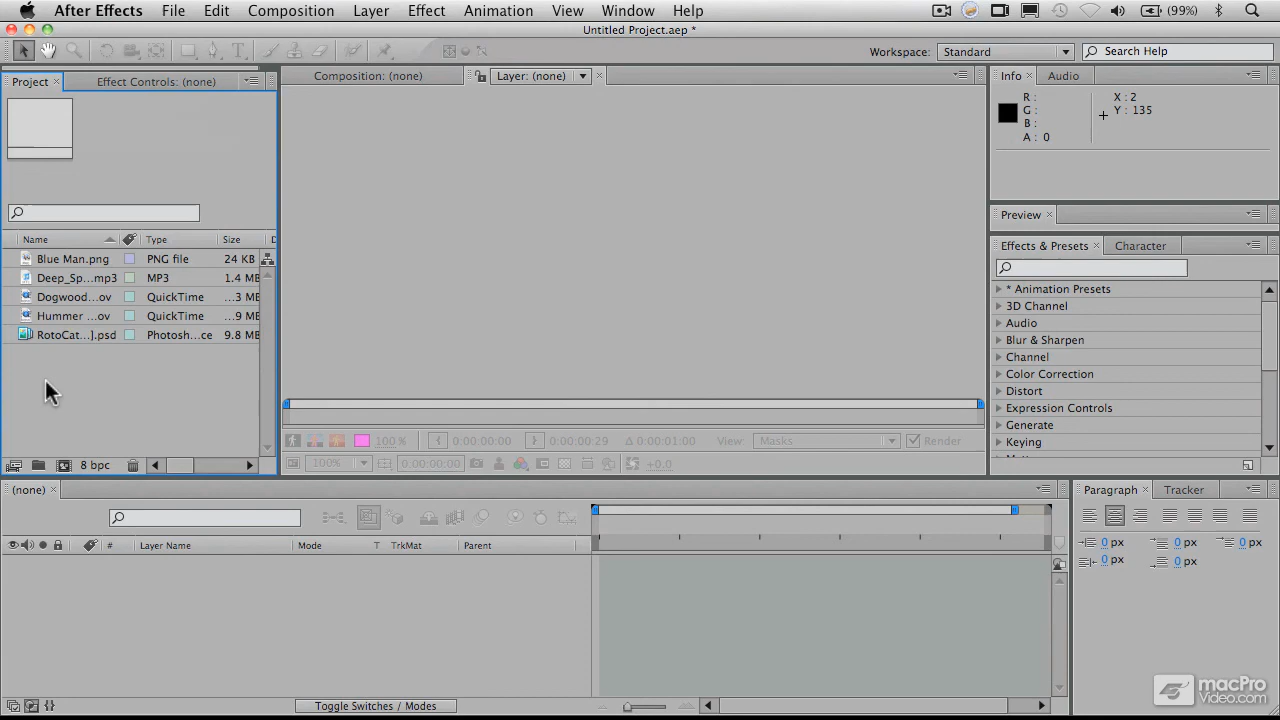 After Effects File Edit Composition Layer Effect Animation View Window Help (99%)
Untitled Project.aep *
Workspace: Standard Search Help
Project Effect Controls: (none)
Composition: (none) Layer: (none)
Info Audio
R:
G:
B:
A: 0
X: 2
Y: 135
Preview
Name Type Size
Blue Man.png PNG file 24 KB
Deep_Sp....mp3 MP3 1.4 MB
Dogwood...ov QuickTime ...3 MB
Hummer ...ov QuickTime ...9 MB
RotoCat...].psd Photosh...ce 9.8 MB
8 bpc
100% 0:00:00:00 0:00:00:29 Δ 0:00:01:00 View: Masks Render
100% 0:00:00:00 +0.0
Effects & Presets Character
* Animation Presets
3D Channel
Audio
Blur & Sharpen
Channel
Color Correction
Distort
Expression Controls
Generate
Keying
(none)
# Layer Name Mode T TrkMat Parent
Toggle Switches / Modes
Paragraph Tracker
0 px 0 px 0 px
0 px 0 px
macPro
Video.com